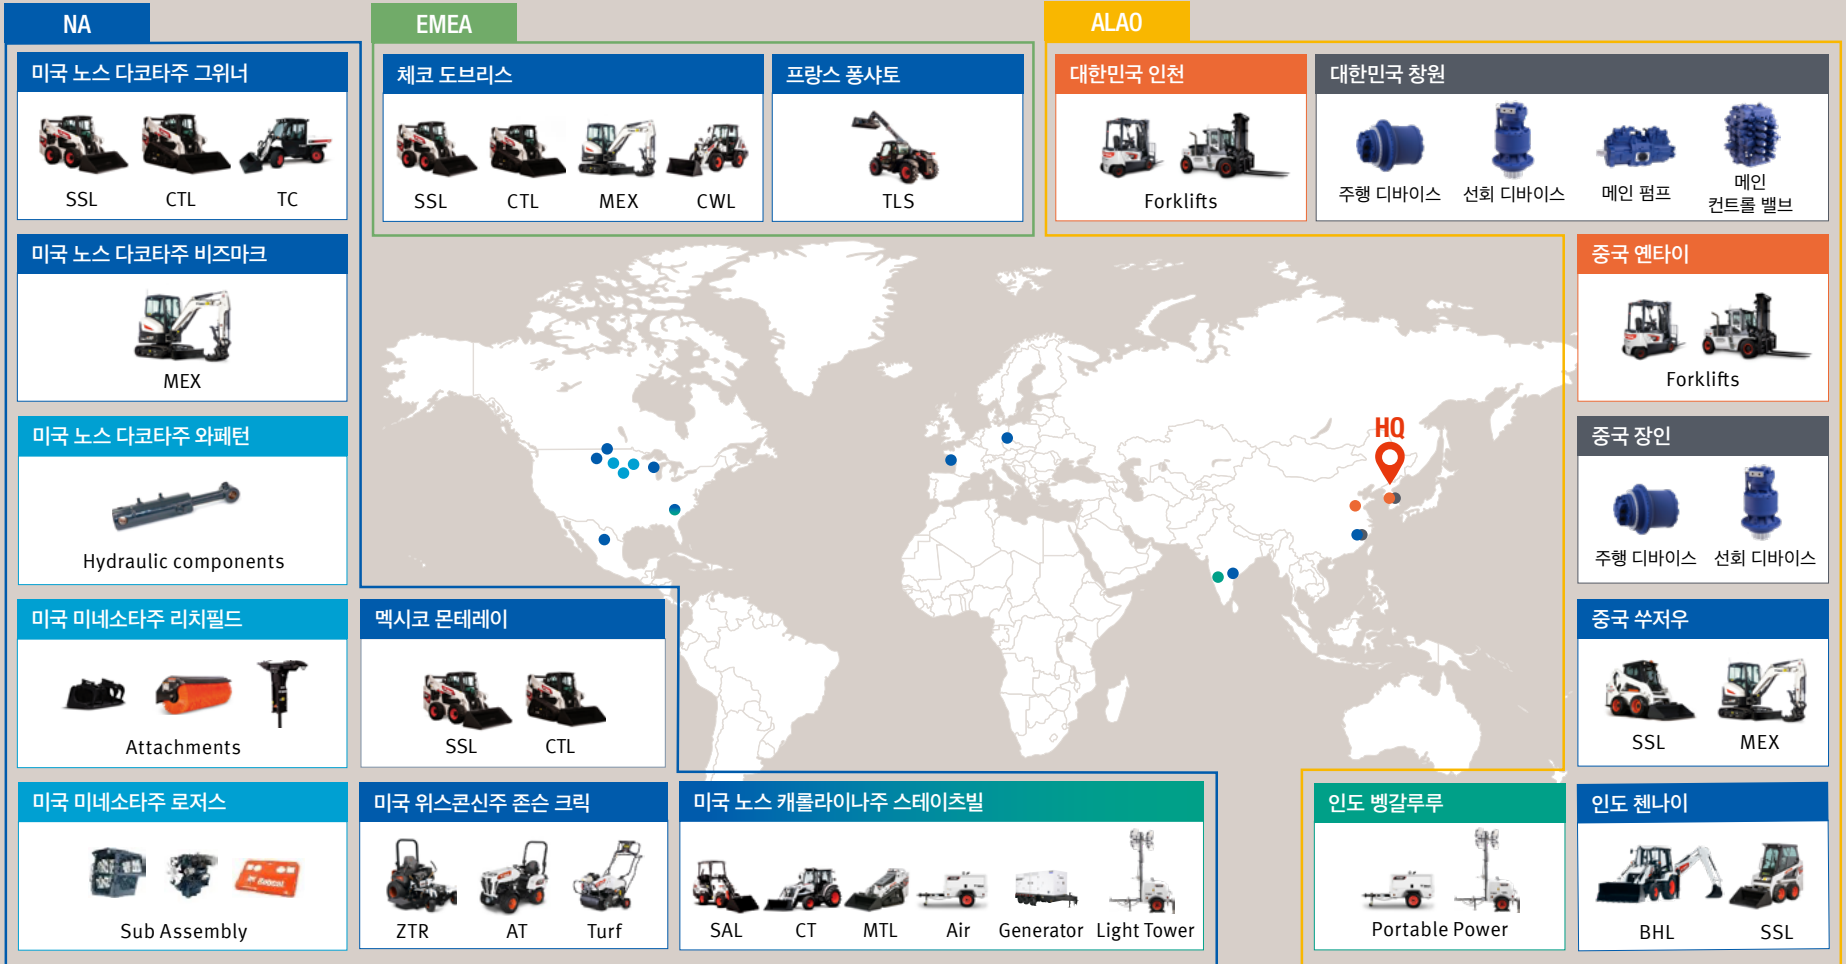 NA
미국 노스 다코타주 그위너
SSL CTL TC
미국 노스 다코타주 비즈마크
MEX
미국 노스 다코타주 와페턴
Hydraulic components
미국 미네소타주 리치필드
Attachments
미국 미네소타주 로저스
Sub Assembly
멕시코 몬테레이
SSL CTL
미국 위스콘신주 존슨 크릭
ZTR AT Turf
미국 노스 캐롤라이나주 스테이츠빌
SAL CT MTL Air Generator Light Tower
EMEA
체코 도브리스
SSL CTL MEX CWL
프랑스 퐁샤토
TLS
HQ
ALAO
대한민국 인천
Forklifts
대한민국 창원
주행 디바이스 선회 디바이스 메인 펌프 메인
컨트롤 밸브
중국 옌타이
Forklifts
중국 장인
주행 디바이스 선회 디바이스
중국 쑤저우
SSL MEX
인도 벵갈루루
Portable Power
인도 첸나이
BHL SSL